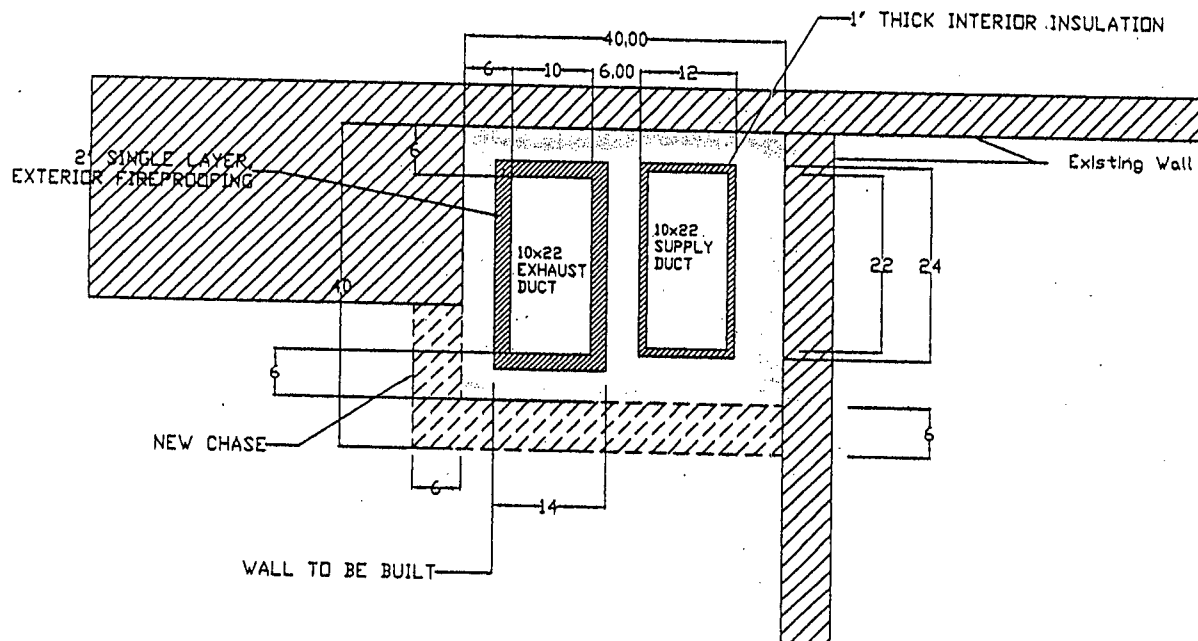 1' THICK INTERIOR INSULATION
40.00
6
10
6.00
12
2' SINGLE LAYER
EXTERIOR FIREPROOFING
6
Existing Wall
10x22
EXHAUST
DUCT
10x22
SUPPLY
DUCT
22
24
40
6
NEW CHASE
6
6
14
WALL TO BE BUILT